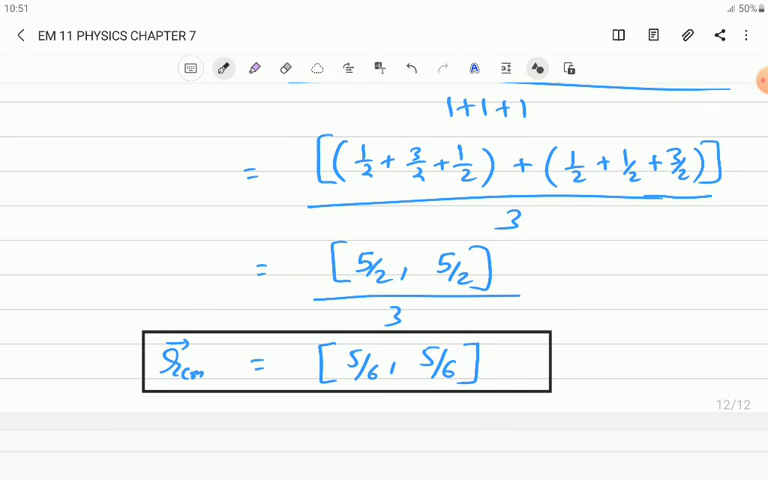 10:51
50%
EM 11 PHYSICS CHAPTER 7
1+1+1
= [(1/2 + 3/2 + 1/2) + (1/2 + 1/2 + 3/2)]
3
= [5/2, 5/2]
3
r⃗cm = [5/6, 5/6]
12/12